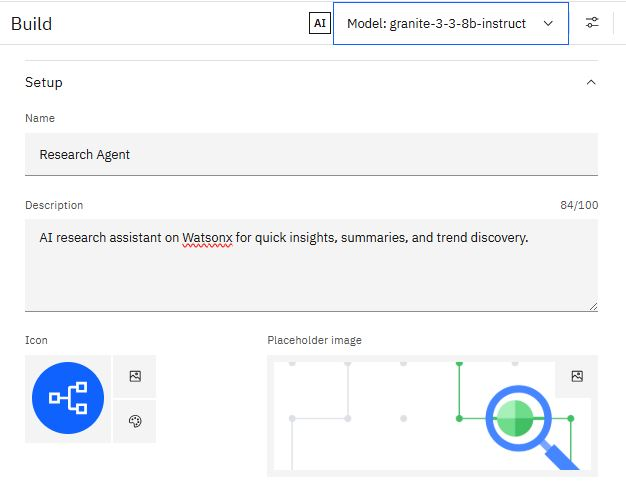 Build
AI
Model: granite-3-3-8b-instruct
Setup
Name
Research Agent
Description
84/100
AI research assistant on Watsonx for quick insights, summaries, and trend discovery.
Icon
Placeholder image